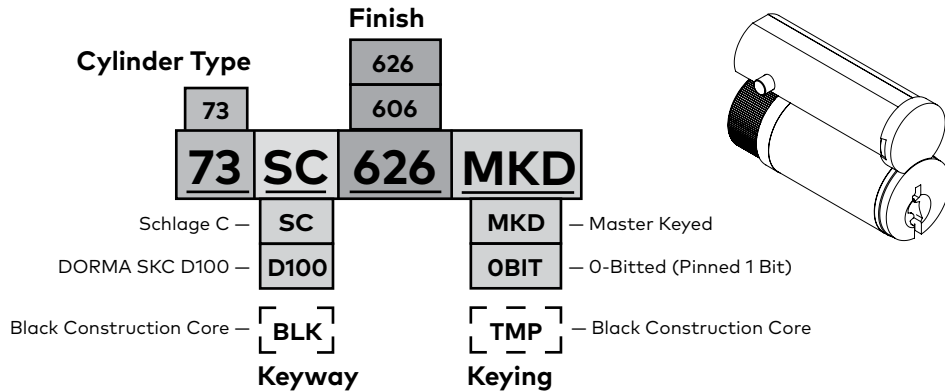 Finish
Cylinder Type
626
73
606
73 SC 626 MKD
Schlage C — SC
MKD — Master Keyed
DORMA SKC D100 — D100
0BIT — 0-Bitted (Pinned 1 Bit)
Black Construction Core — BLK
TMP — Black Construction Core
Keyway
Keying